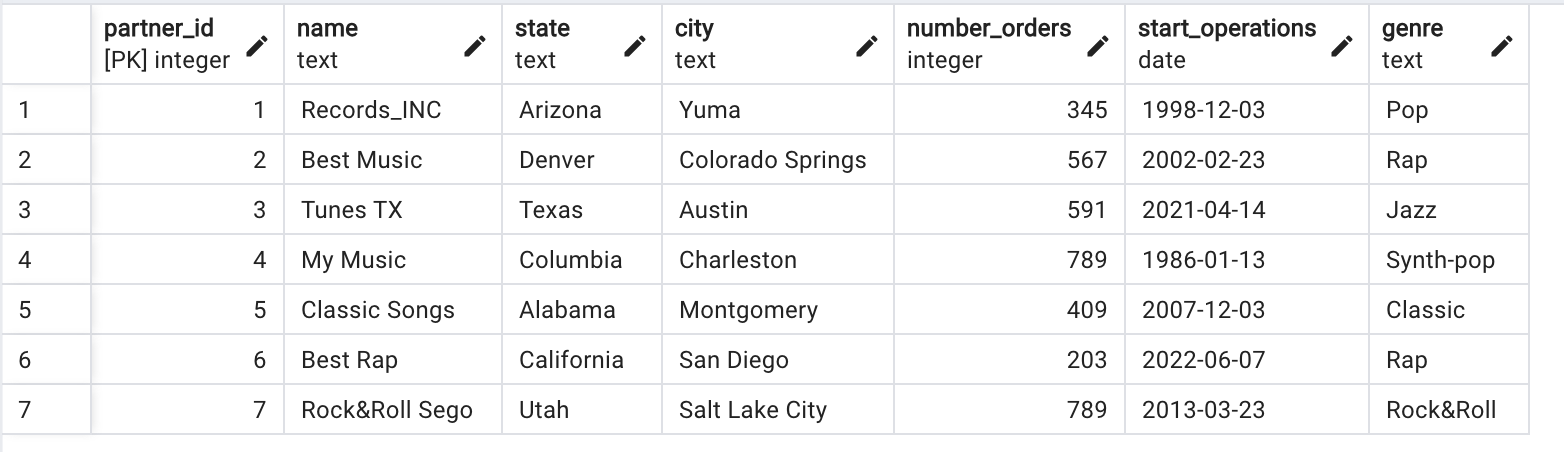 partner_id name state city number_orders start_operations genre
[PK] integer text text text integer date text
1 1 Records_INC Arizona Yuma 345 1998-12-03 Pop
2 2 Best Music Denver Colorado Springs 567 2002-02-23 Rap
3 3 Tunes TX Texas Austin 591 2021-04-14 Jazz
4 4 My Music Columbia Charleston 789 1986-01-13 Synth-pop
5 5 Classic Songs Alabama Montgomery 409 2007-12-03 Classic
6 6 Best Rap California San Diego 203 2022-06-07 Rap
7 7 Rock&Roll Sego Utah Salt Lake City 789 2013-03-23 Rock&Roll